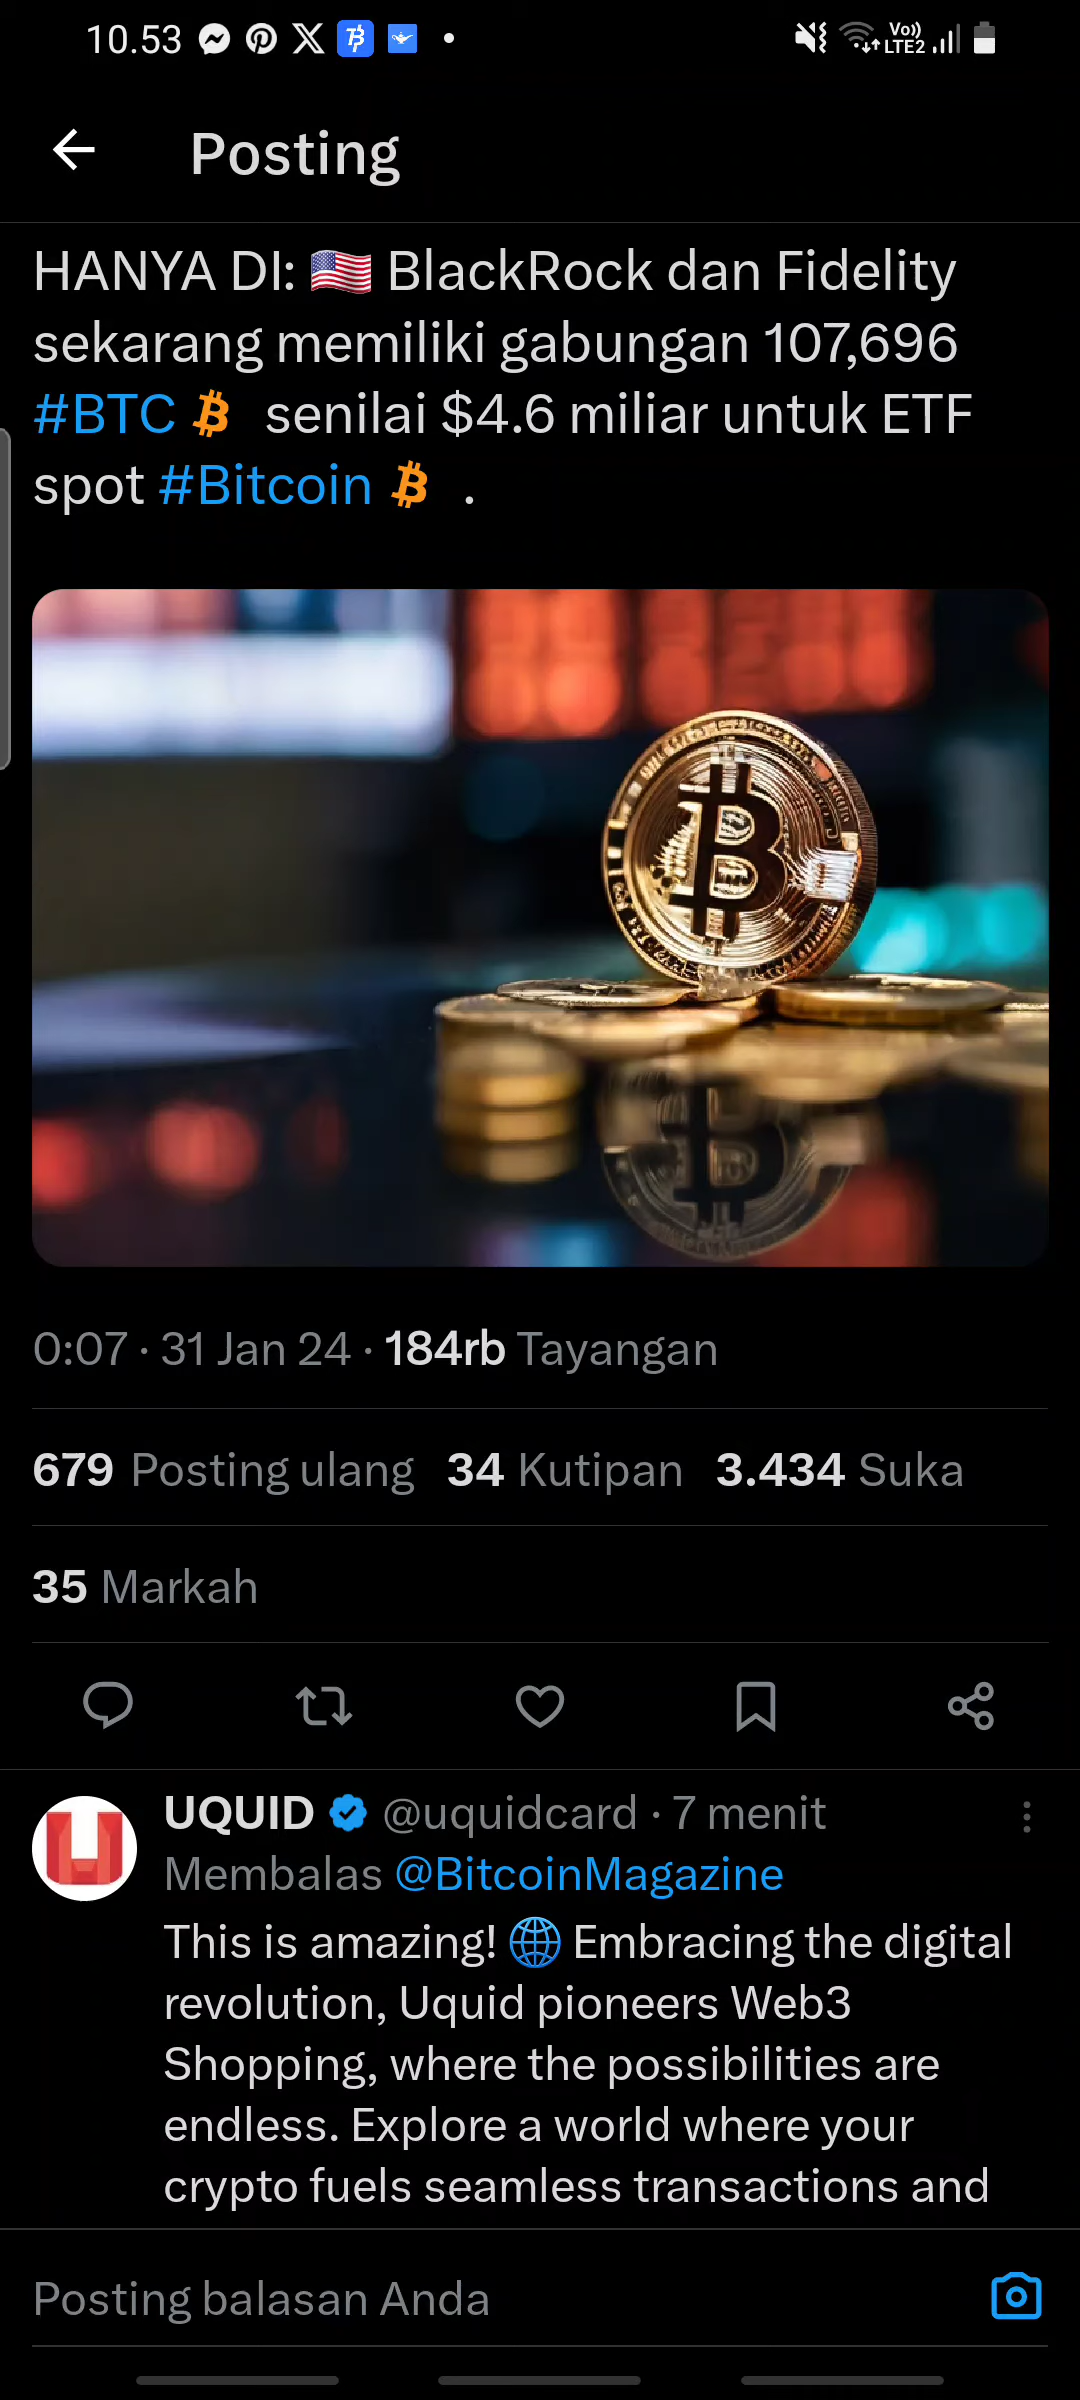 10.53
Vo))
LTE2
Posting
HANYA DI: 🇺🇸 BlackRock dan Fidelity
sekarang memiliki gabungan 107,696
#BTC senilai $4.6 miliar untuk ETF
spot #Bitcoin .
0:07 · 31 Jan 24 · 184rb Tayangan
679 Posting ulang 34 Kutipan 3.434 Suka
35 Markah
UQUID @uquidcard · 7 menit
Membalas @BitcoinMagazine
This is amazing! 🌐 Embracing the digital
revolution, Uquid pioneers Web3
Shopping, where the possibilities are
endless. Explore a world where your
crypto fuels seamless transactions and
Posting balasan Anda